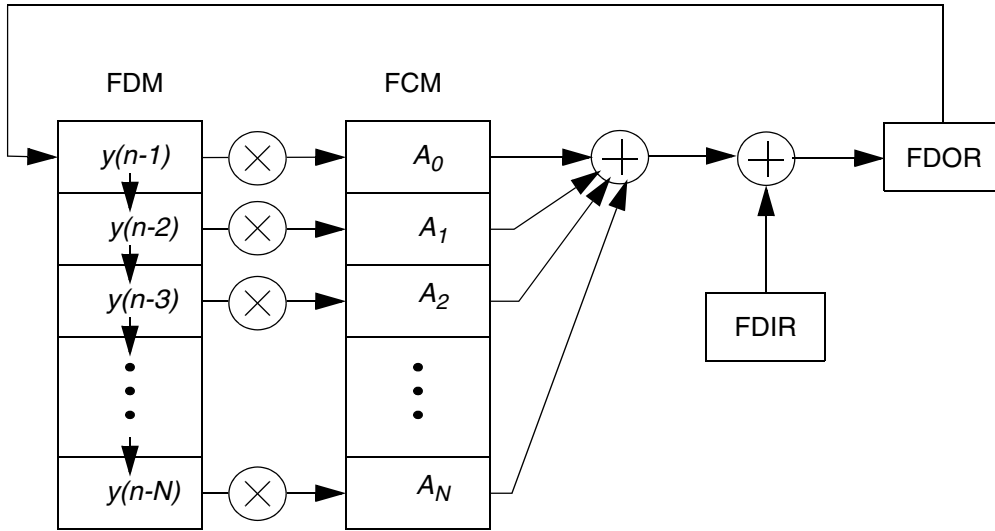 FDM
FCM
y(n-1)
A0
FDOR
y(n-2)
A1
y(n-3)
A2
FDIR
y(n-N)
AN